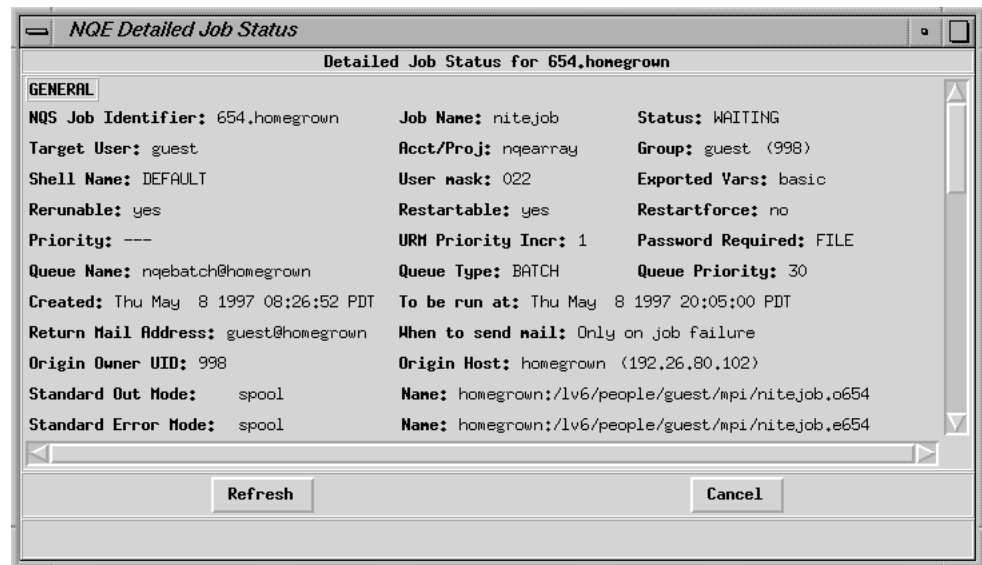 NQE Detailed Job Status
Detailed Job Status for 654.homegrown
GENERAL
NQS Job Identifier: 654.homegrown Job Name: nitejob Status: WAITING
Target User: guest Acct/Proj: nqearray Group: guest (998)
Shell Name: DEFAULT User mask: 022 Exported Vars: basic
Rerunable: yes Restartable: yes Restartforce: no
Priority: --- URM Priority Incr: 1 Password Required: FILE
Queue Name: nqebatch@homegrown Queue Type: BATCH Queue Priority: 30
Created: Thu May 8 1997 08:26:52 PDT To be run at: Thu May 8 1997 20:05:00 PDT
Return Mail Address: guest@homegrown When to send mail: Only on job failure
Origin Owner UID: 998 Origin Host: homegrown (192.26.80.102)
Standard Out Mode: spool Name: homegrown:/lv6/people/guest/mpi/nitejob.o654
Standard Error Mode: spool Name: homegrown:/lv6/people/guest/mpi/nitejob.e654
Refresh Cancel